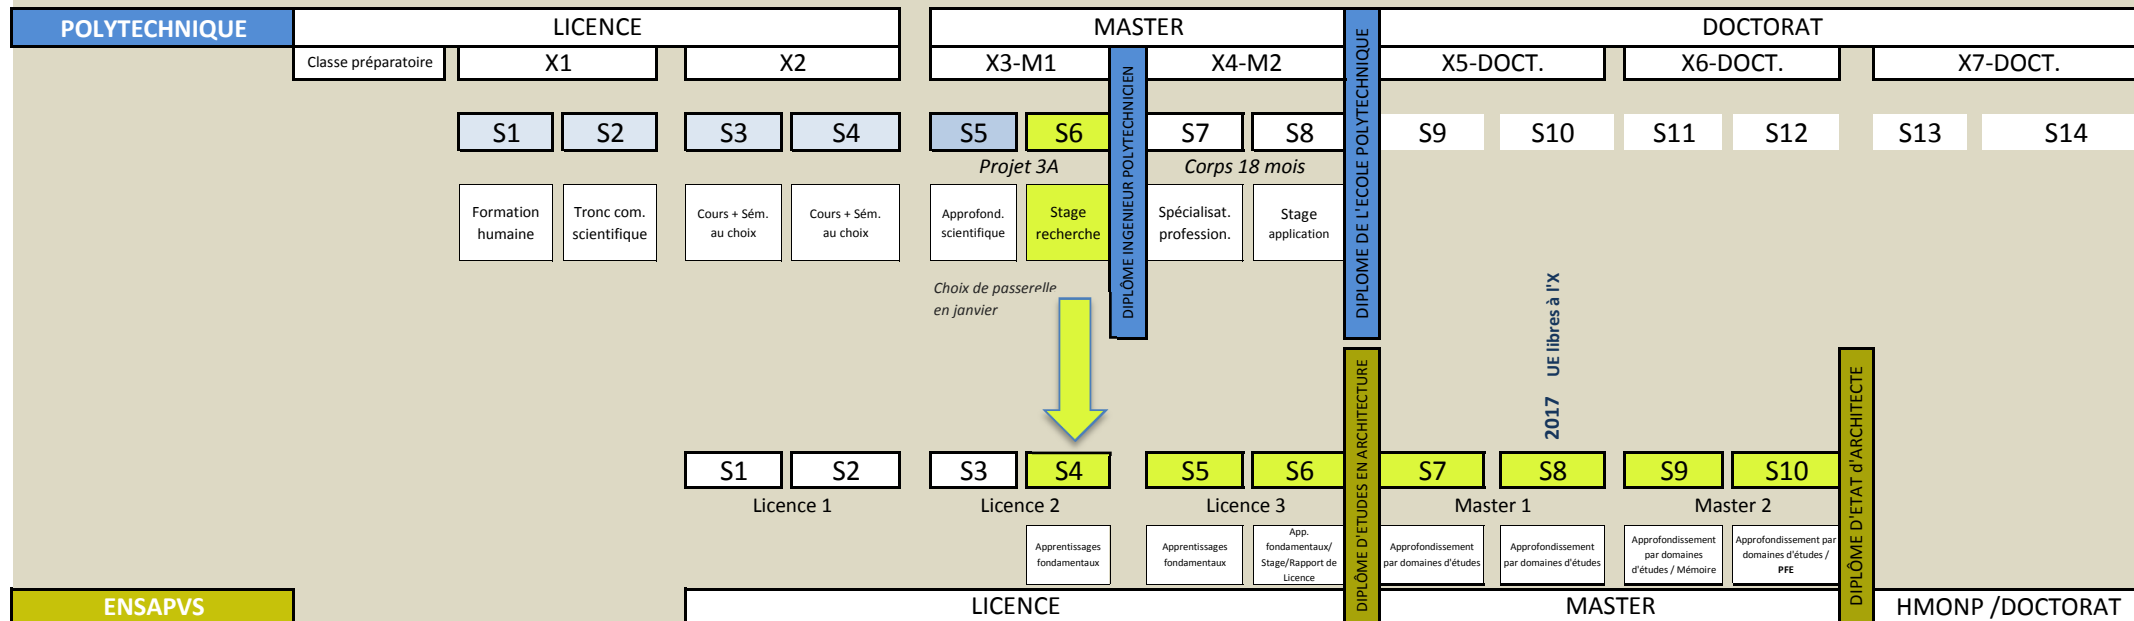 POLYTECHNIQUE
LICENCE
MASTER
DOCTORAT
Classe préparatoire
X1
X2
X3-M1
X4-M2
X5-DOCT.
X6-DOCT.
X7-DOCT.
S1
S2
S3
S4
S5
S6
S7
S8
S9
S10
S11
S12
S13
S14
Projet 3A
Corps 18 mois
Formation
humaine
Tronc com.
scientifique
Cours + Sém.
au choix
Cours + Sém.
au choix
Approfond.
scientifique
Stage
recherche
Spécialisat.
profession.
Stage
application
DIPLÔME INGENIEUR POLYTECHNICIEN
DIPLOME DE L'ECOLE POLYTECHNIQUE
Choix de passerelle
en janvier
2017 UE libres à l'X
S1
S2
S3
S4
S5
S6
S7
S8
S9
S10
Licence 1
Licence 2
Licence 3
Master 1
Master 2
Apprentissages
fondamentaux
Apprentissages
fondamentaux
App.
fondamentaux/
Stage/Rapport de
Licence
Approfondissement
par domaines d'études
Approfondissement
par domaines d'études
Approfondissement
par domaines
d'études / Mémoire
Approfondissement par
domaines d'études /
PFE
DIPLÔME D'ETUDES EN ARCHITECTURE
DIPLÔME D'ETAT d'ARCHITECTE
ENSAPVS
LICENCE
MASTER
HMONP /DOCTORAT